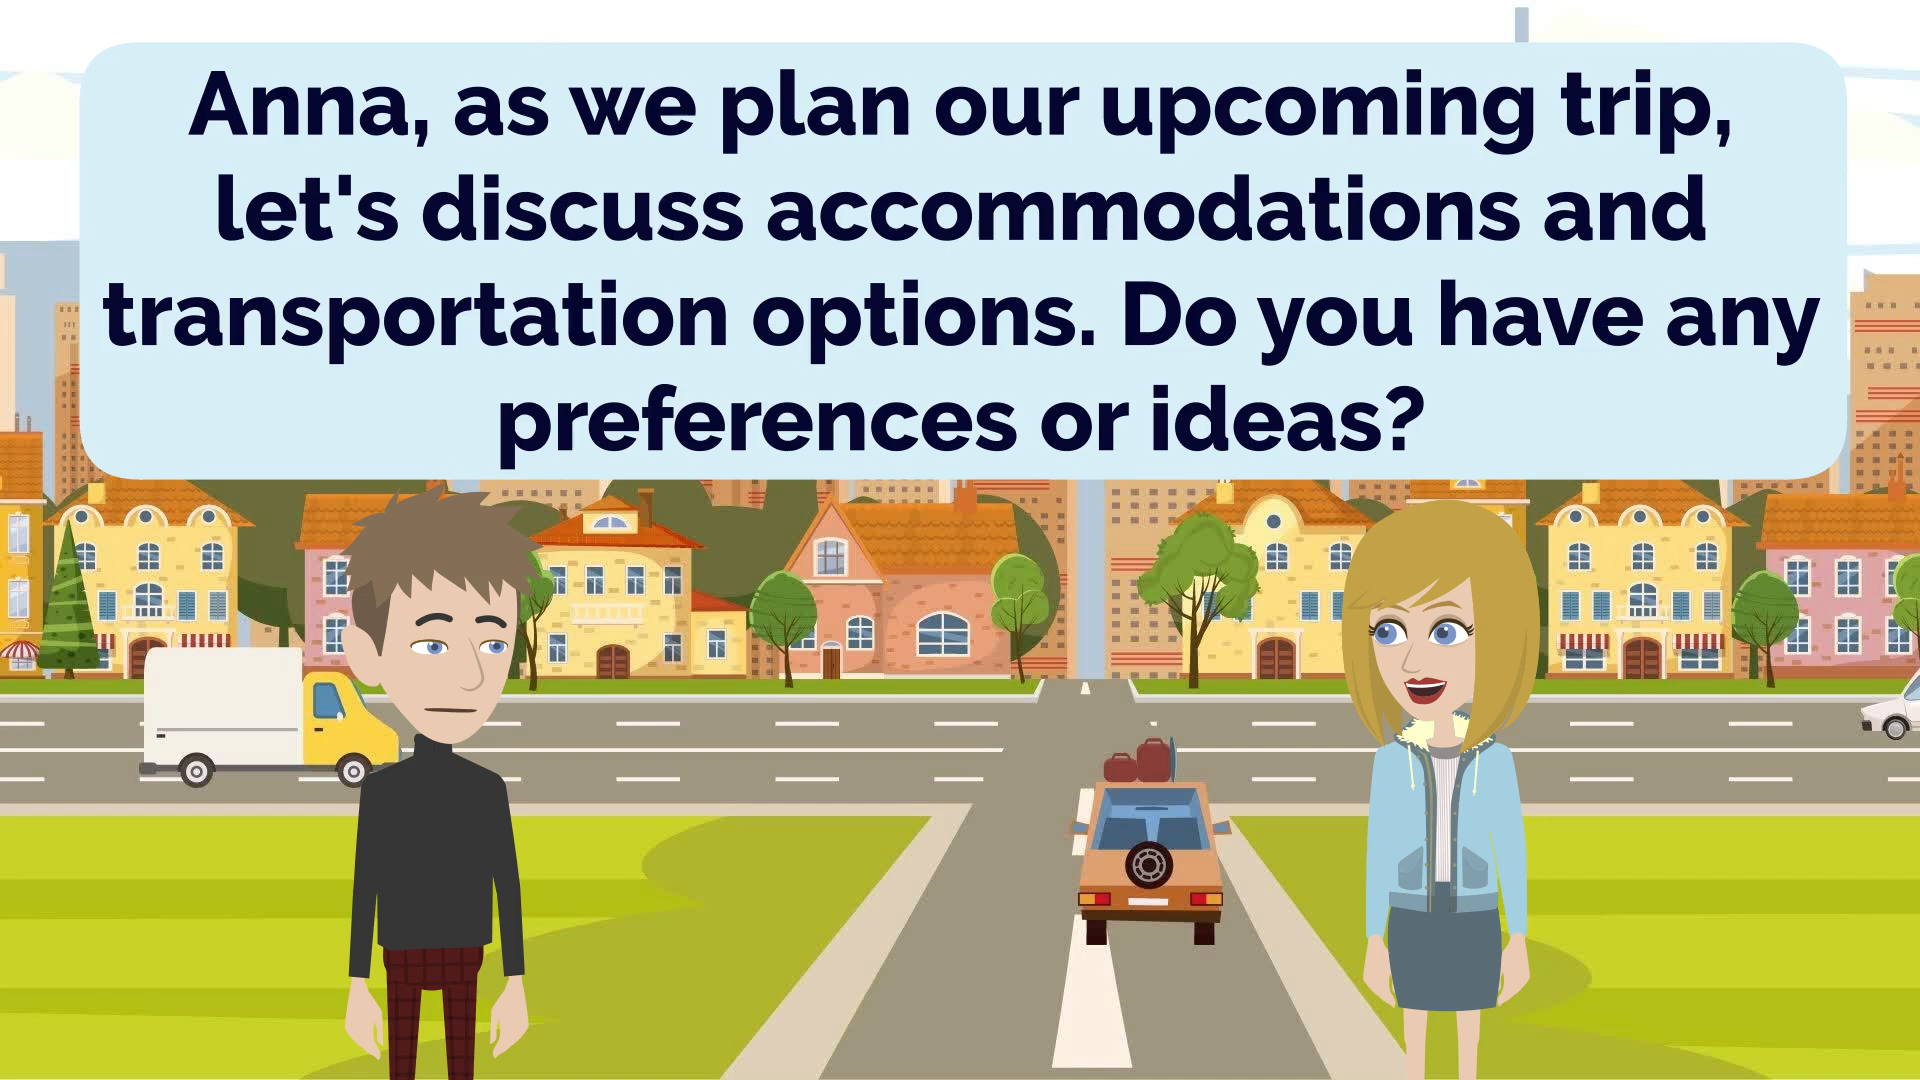 Anna, as we plan our upcoming trip,
let's discuss accommodations and
transportation options. Do you have any
preferences or ideas?